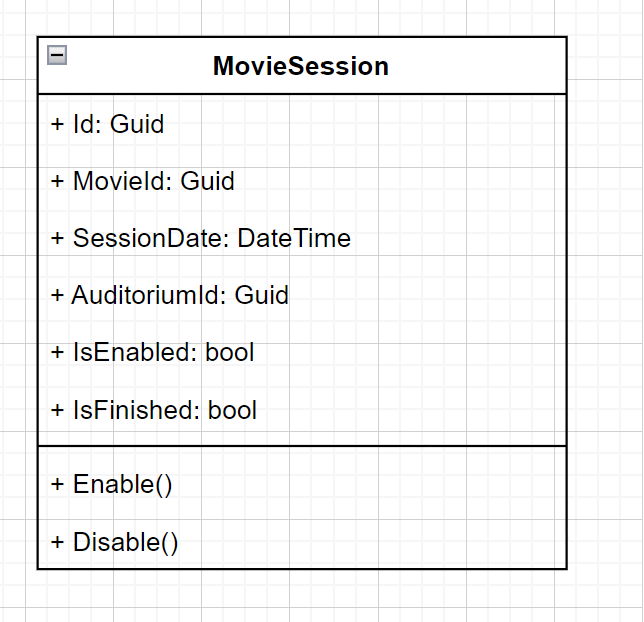 MovieSession
+ Id: Guid
+ MovieId: Guid
+ SessionDate: DateTime
+ AuditoriumId: Guid
+ IsEnabled: bool
+ IsFinished: bool
+ Enable()
+ Disable()